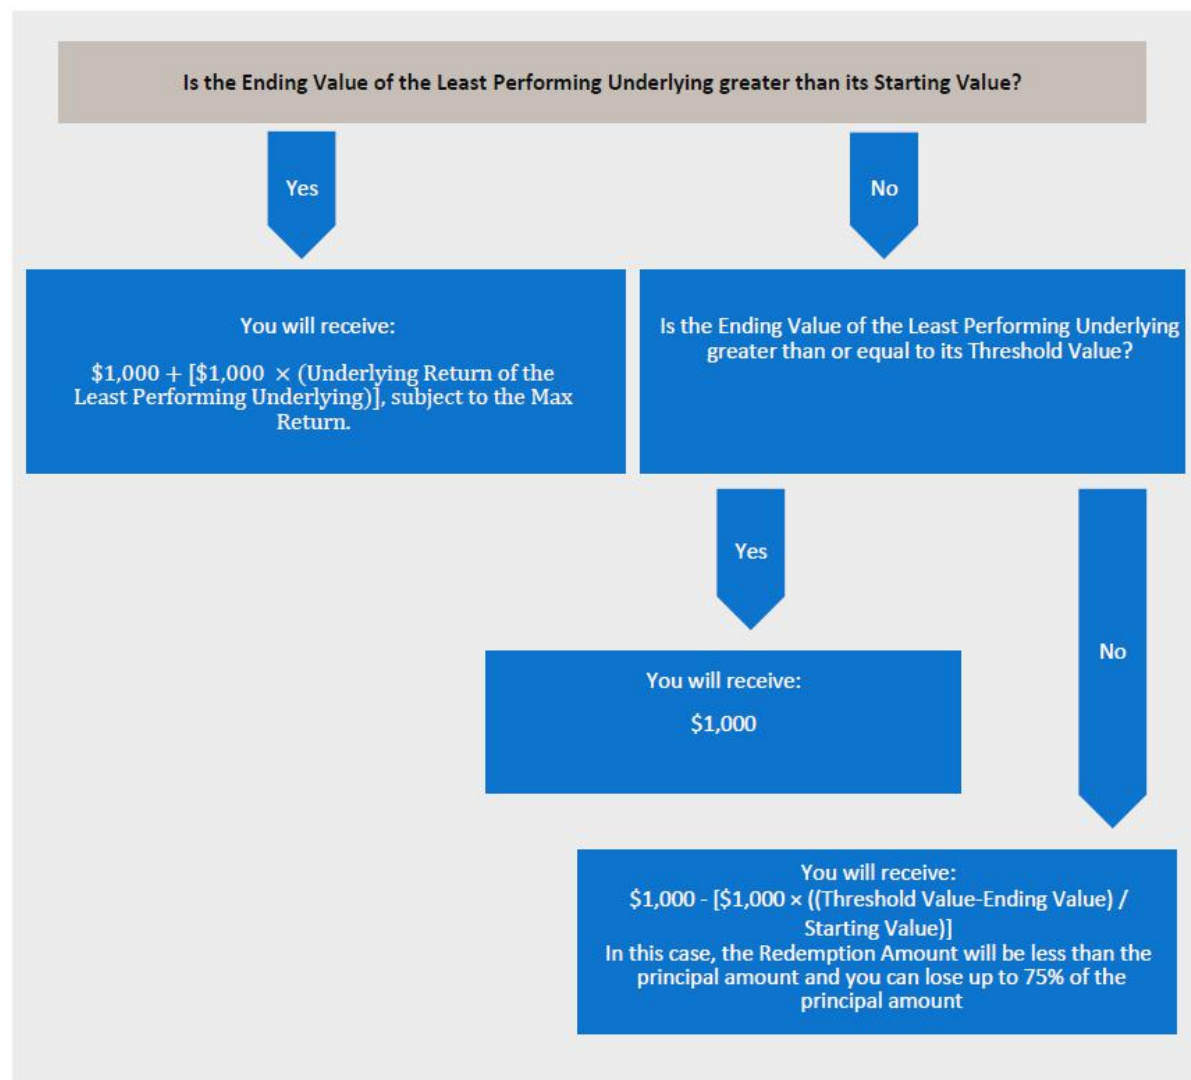 Is the Ending Value of the Least Performing Underlying greater than its Starting Value?
Yes
No
You will receive:
$1,000 + [$1,000 × (Underlying Return of the
Least Performing Underlying)], subject to the Max
Return.
Is the Ending Value of the Least Performing Underlying
greater than or equal to its Threshold Value?
Yes
No
You will receive:
$1,000
You will receive:
$1,000 - [$1,000 × ((Threshold Value-Ending Value) /
Starting Value)]
In this case, the Redemption Amount will be less than the
principal amount and you can lose up to 75% of the
principal amount